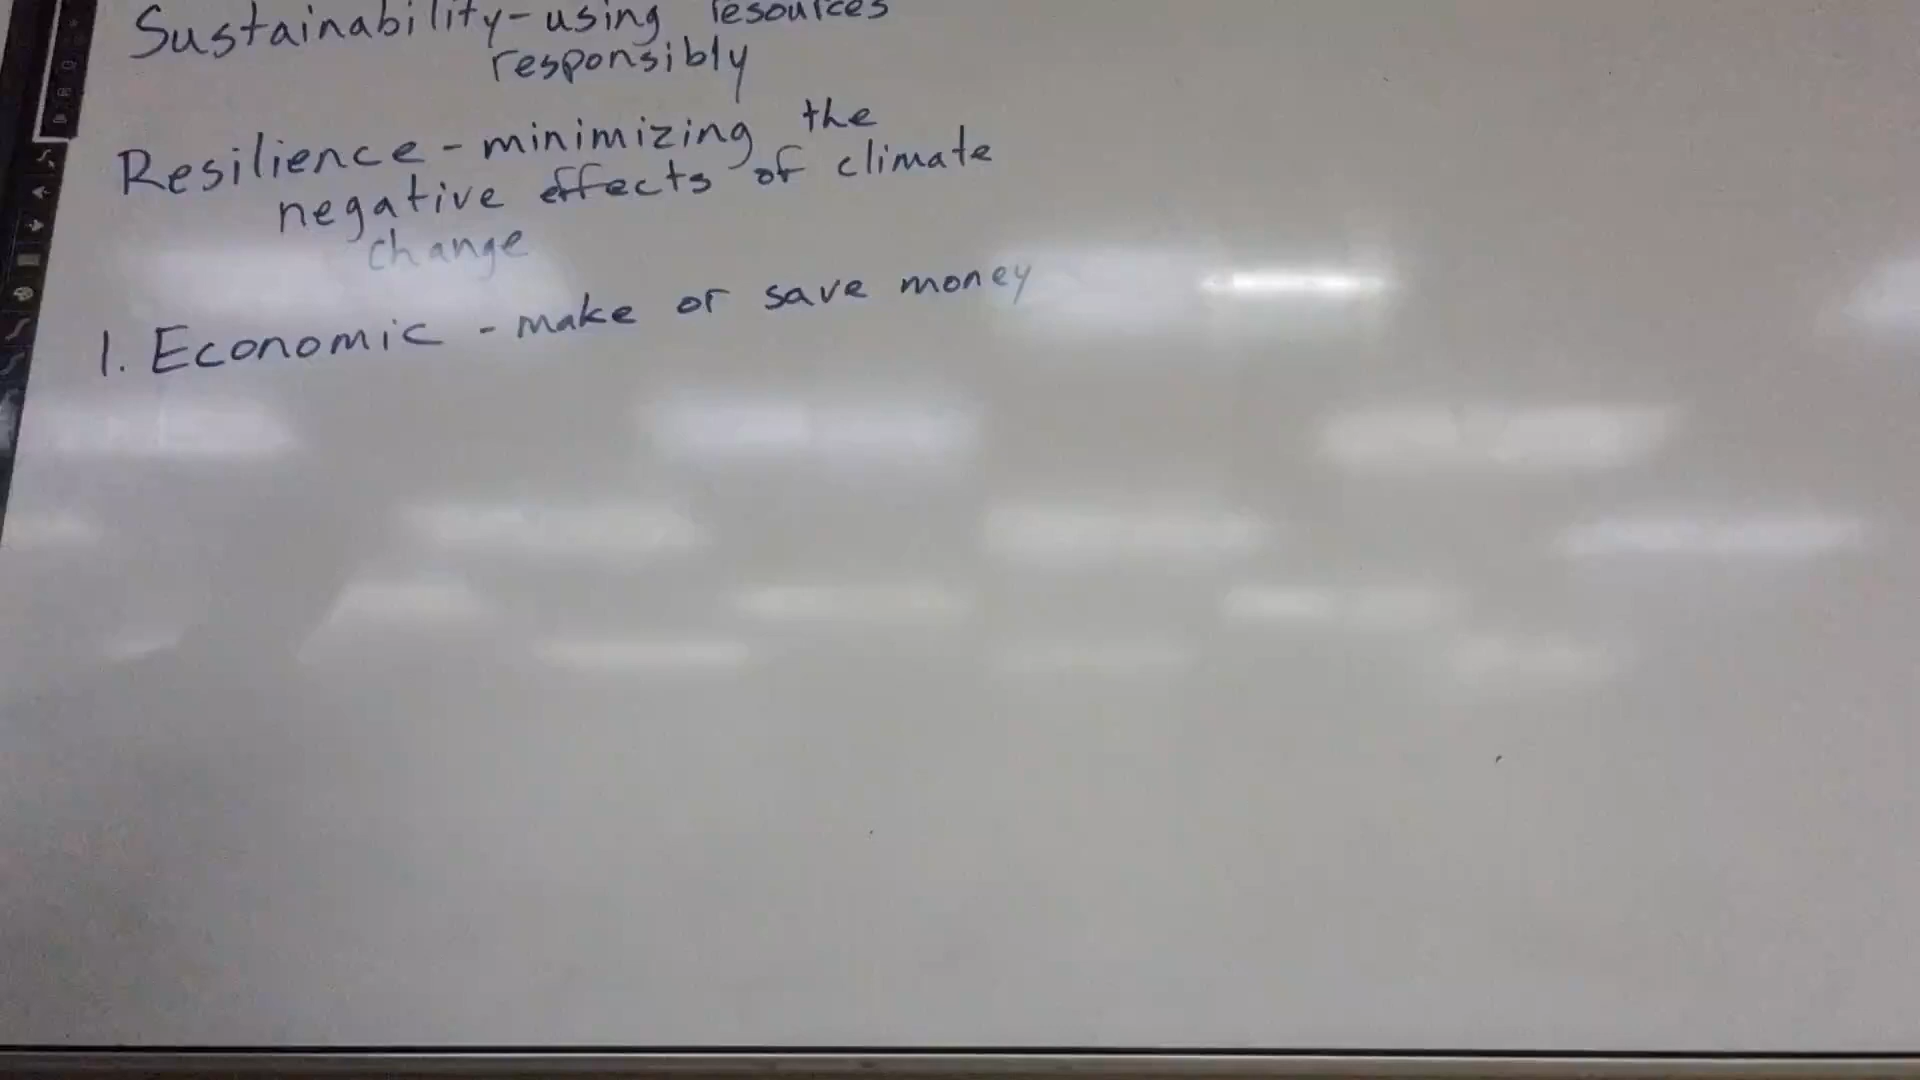 Sustainability - using resources
responsibly
Resilience - minimizing the
negative effects of climate
change
1. Economic - make or save money